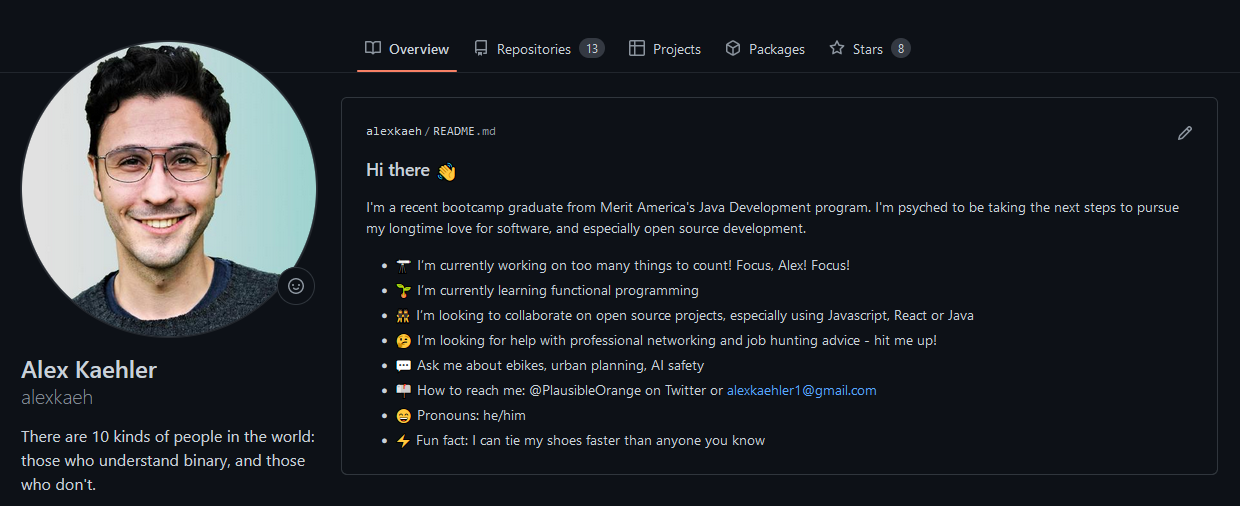 Overview Repositories 13 Projects Packages Stars 8
alexkaeh/README.md
Hi there 👋
I'm a recent bootcamp graduate from Merit America's Java Development program. I'm psyched to be taking the next steps to pursue
my longtime love for software, and especially open source development.
• 🔭 I'm currently working on too many things to count! Focus, Alex! Focus!
• 🌱 I'm currently learning functional programming
• 👯 I'm looking to collaborate on open source projects, especially using Javascript, React or Java
• 🤔 I'm looking for help with professional networking and job hunting advice - hit me up!
• 💬 Ask me about ebikes, urban planning, AI safety
• 📫 How to reach me: @PlausibleOrange on Twitter or alexkaehler1@gmail.com
• 😄 Pronouns: he/him
• ⚡ Fun fact: I can tie my shoes faster than anyone you know
Alex Kaehler
alexkaeh
There are 10 kinds of people in the world:
those who understand binary, and those
who don't.